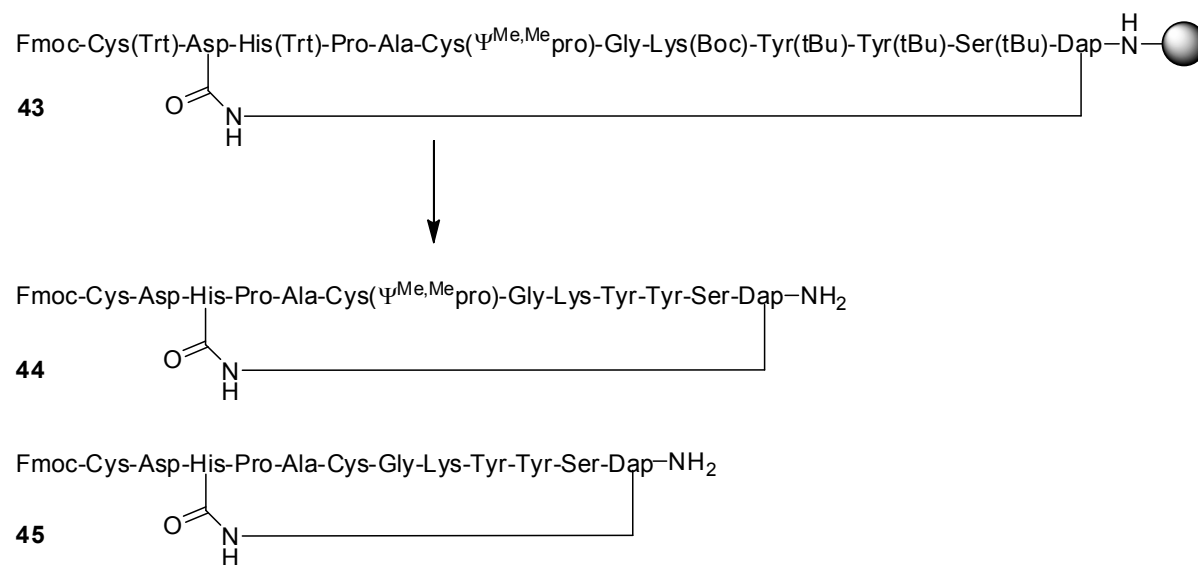 Fmoc-Cys(Trt)-Asp-His(Trt)-Pro-Ala-Cys(Ψ^Me,Me pro)-Gly-Lys(Boc)-Tyr(tBu)-Tyr(tBu)-Ser(tBu)-Dap–N H
O N H
43
Fmoc-Cys-Asp-His-Pro-Ala-Cys(Ψ^Me,Me pro)-Gly-Lys-Tyr-Tyr-Ser-Dap–NH₂
O N H
44
Fmoc-Cys-Asp-His-Pro-Ala-Cys-Gly-Lys-Tyr-Tyr-Ser-Dap–NH₂
O N H
45